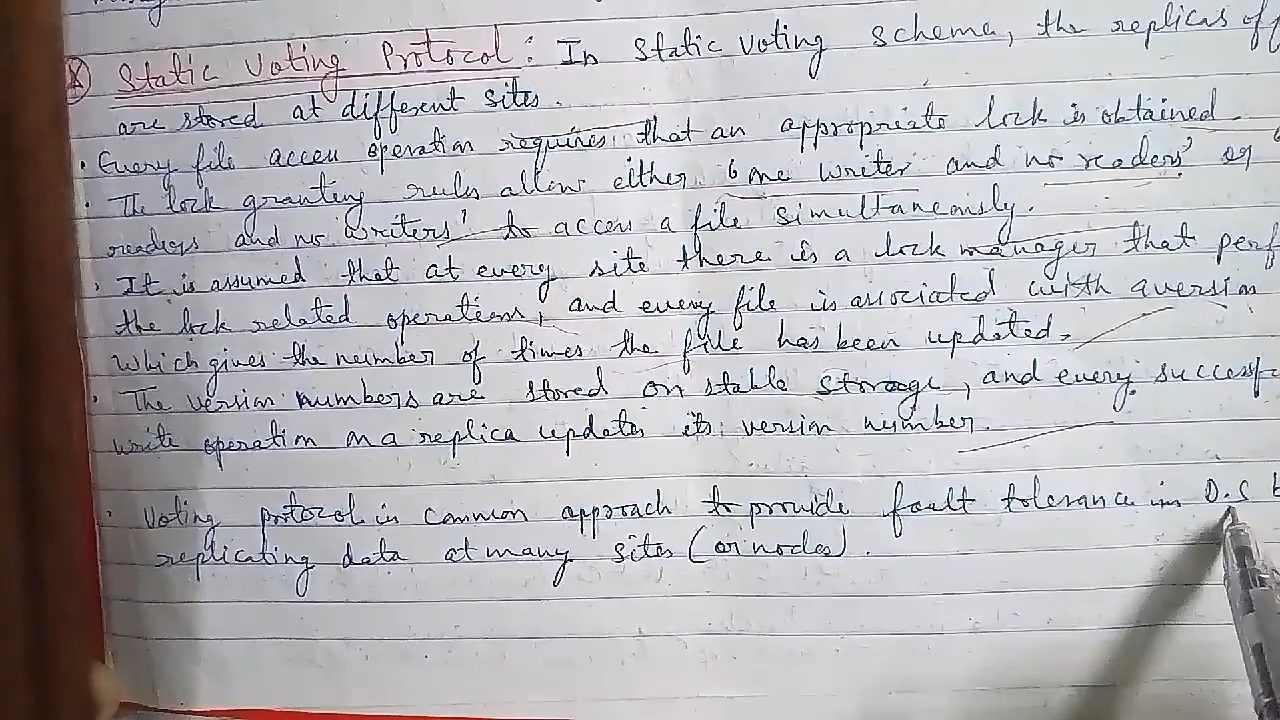 Static Voting Protocol : In static voting schema, the replicas of
are stored at different sites.
• Every file access operation requires that an appropriate lock is obtained.
• The lock granting rules allow either 'one writer and no readers' or
readers and no writers' to access a file simultaneously.
• It is assumed that at every site there is a lock manager that perf
the lock related operations, and every file is associated with a version
which gives the number of times the file has been updated.
• The version numbers are stored on stable storage, and every successf
write operation on a replica updates its version number.
• Voting protocol is common approach to provide fault tolerance in D.S
replicating data at many sites (or nodes).